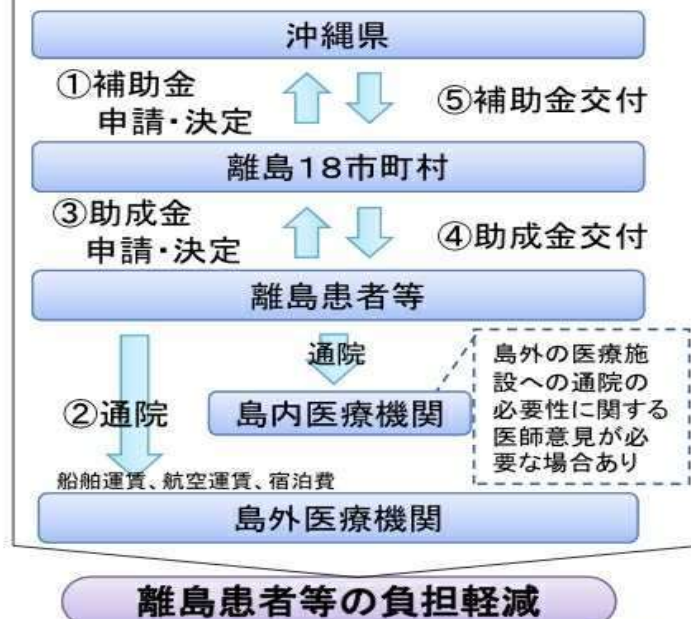 沖縄県
①補助金
申請・決定
⑤補助金交付
離島18市町村
③助成金
申請・決定
④助成金交付
離島患者等
通院
②通院
島内医療機関
島外の医療施
設への通院の
必要性に関する
医師意見が必
要な場合あり
船舶運賃、航空運賃、宿泊費
島外医療機関
離島患者等の負担軽減